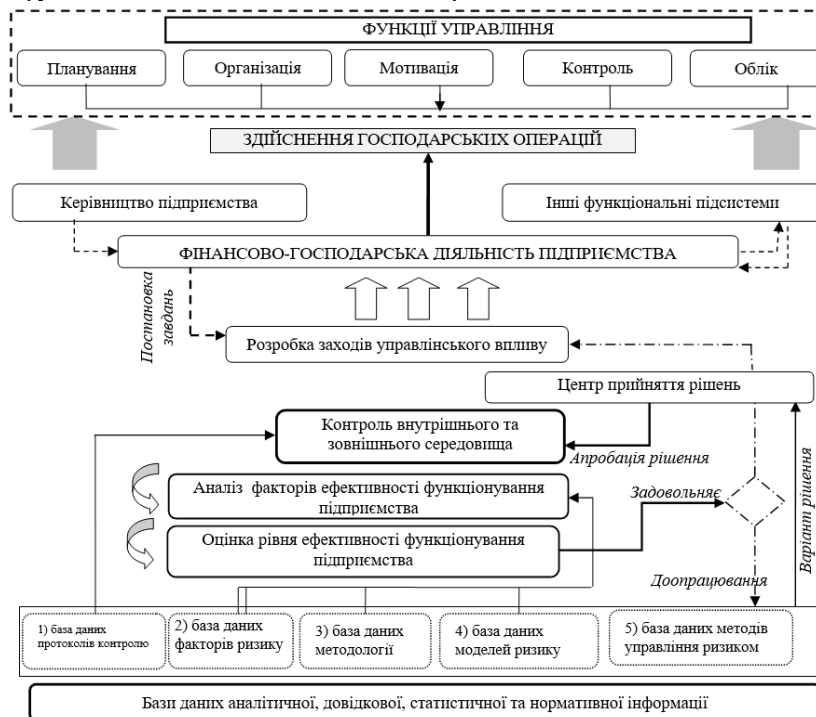 ФУНКЦІЇ УПРАВЛІННЯ
Планування
Організація
Мотивація
Контроль
Облік
ЗДІЙСНЕННЯ ГОСПОДАРСЬКИХ ОПЕРАЦІЙ
Керівництво підприємства
Інші функціональні підсистеми
ФІНАНСОВО-ГОСПОДАРСЬКА ДІЯЛЬНІСТЬ ПІДПРИЄМСТВА
Постановка
завдань
Розробка заходів управлінського впливу
Центр прийняття рішень
Контроль внутрішнього та
зовнішнього середовища
Апробація рішення
Аналіз факторів ефективності функціонування
підприємства
Задовольняє
Оцінка рівня ефективності функціонування
підприємства
Варіант рішення
Доопрацювання
1) база даних
протоколів контролю
2) база даних
факторів ризику
3) база даних
методології
4) база даних
моделей ризику
5) база даних методів
управління ризиком
Бази даних аналітичної, довідкової, статистичної та нормативної інформації